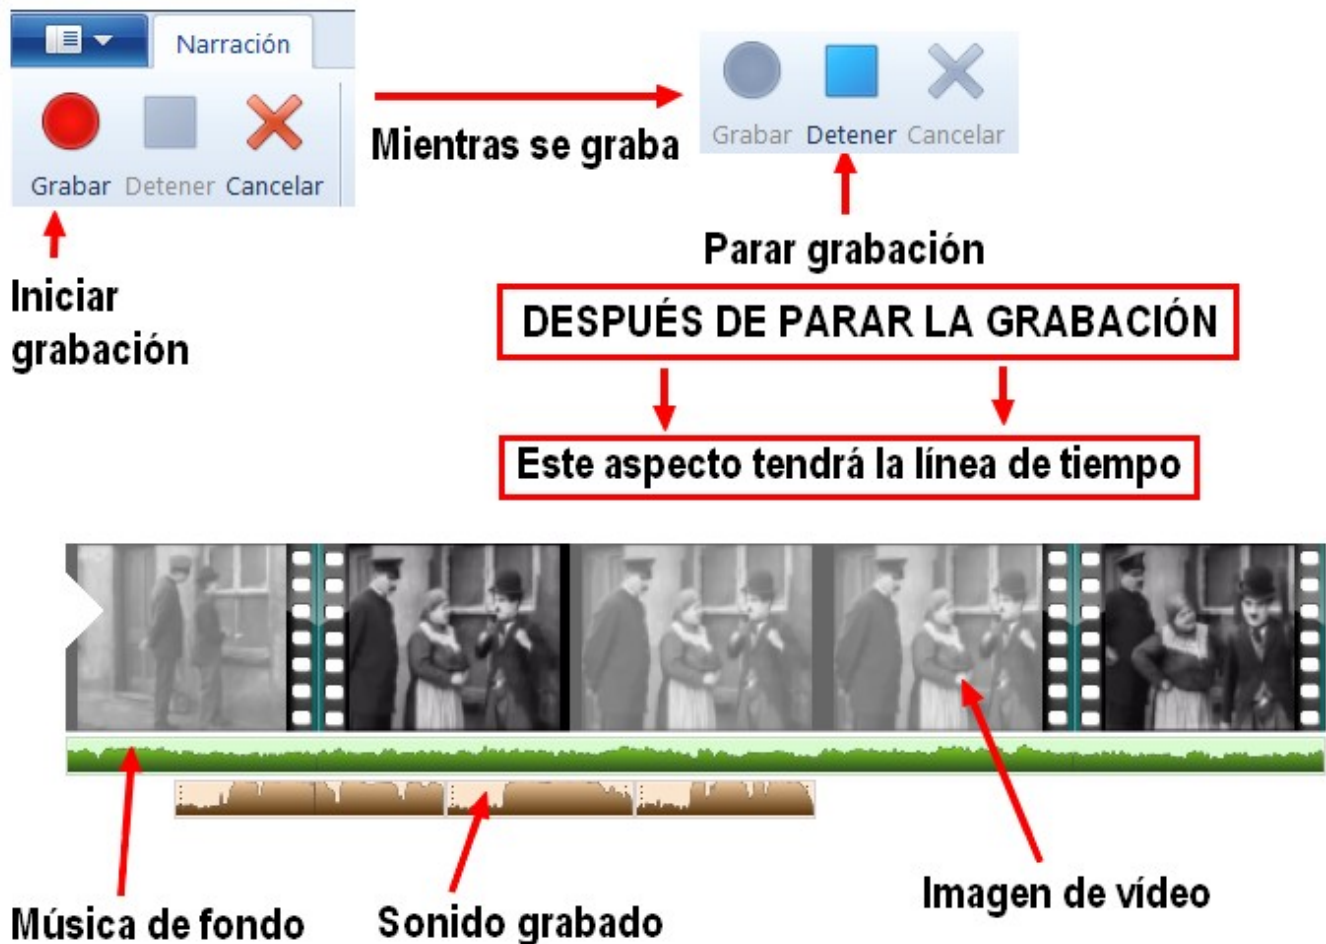 Narración
Grabar Detener Cancelar
Mientras se graba
Grabar Detener Cancelar
Iniciar
grabación
Parar grabación
DESPUÉS DE PARAR LA GRABACIÓN
Este aspecto tendrá la línea de tiempo
Música de fondo
Sonido grabado
Imagen de vídeo